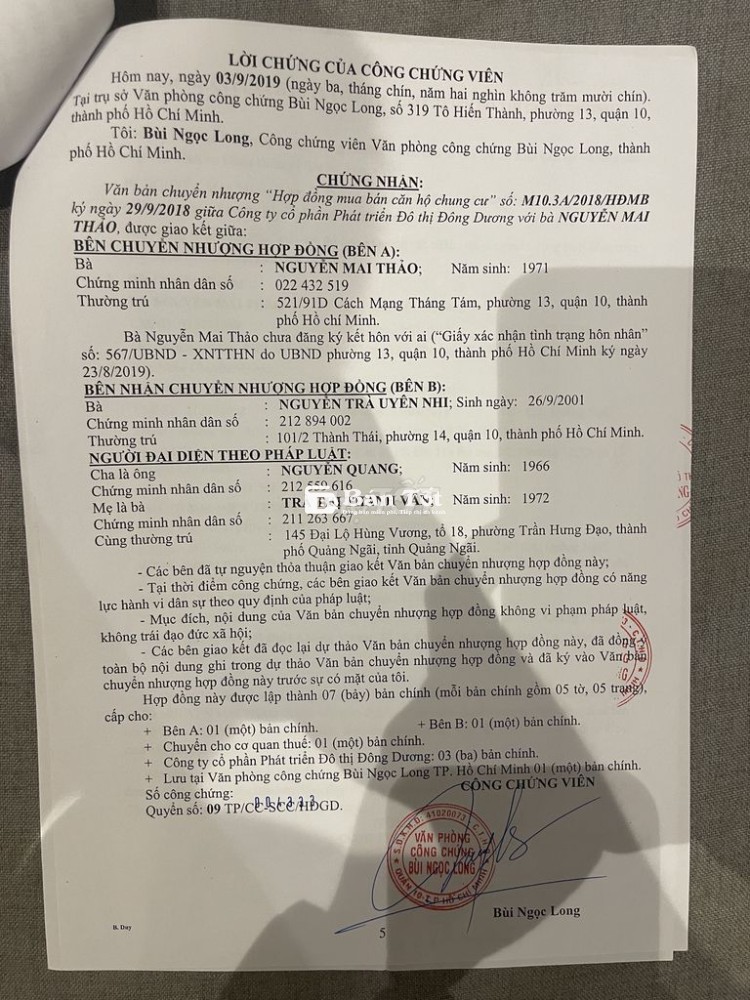 LỜI CHỨNG CỦA CÔNG CHỨNG VIÊN
Hôm nay, ngày 03/9/2019 (ngày ba, tháng chín, năm hai nghìn không trăm mười chín).
Tại trụ sở Văn phòng công chứng Bùi Ngọc Long, số 319 Tô Hiến Thành, phường 13, quận 10,
thành phố Hồ Chí Minh.
Tôi: Bùi Ngọc Long, Công chứng viên Văn phòng công chứng Bùi Ngọc Long, thành
phố Hồ Chí Minh.
CHỨNG NHẬN:
Văn bản chuyển nhượng “Hợp đồng mua bán căn hộ chung cư” số: M10.3A/2018/HĐMB
ký ngày 29/9/2018 giữa Công ty cổ phần Phát triển Đô thị Đông Dương với bà NGUYỄN MAI
THẢO, được giao kết giữa:
BÊN CHUYỂN NHƯỢNG HỢP ĐỒNG (BÊN A):
Bà : NGUYỄN MAI THẢO; Năm sinh: 1971
Chứng minh nhân dân số : 022 432 519
Thường trú : 521/91D Cách Mạng Tháng Tám, phường 13, quận 10, thành
phố Hồ chí Minh.
Bà Nguyễn Mai Thảo chưa đăng ký kết hôn với ai (“Giấy xác nhận tình trạng hôn nhân”
số: 567/UBND - XNTTHN do UBND phường 13, quận 10, thành phố Hồ Chí Minh ký ngày
23/8/2019).
BÊN NHẬN CHUYỂN NHƯỢNG HỢP ĐỒNG (BÊN B):
Bà : NGUYỄN TRÀ UYÊN NHI; Sinh ngày: 26/9/2001
Chứng minh nhân dân số : 212 894 002
Thường trú : 101/2 Thành Thái, phường 14, quận 10, thành phố Hồ Chí Minh.
NGƯỜI ĐẠI DIỆN THEO PHÁP LUẬT:
Cha là ông : NGUYỄN QUANG; Năm sinh: 1966
Chứng minh nhân dân số : 212 616
Mẹ là bà : VÂN; Năm sinh: 1972
Chứng minh nhân dân số : 211 263 667
Cùng thường trú : 145 Đại Lộ Hùng Vương, tổ 18, phường Trần Hưng Đạo, thành
phố Quảng Ngãi, tỉnh Quảng Ngãi.
- Các bên đã tự nguyện thỏa thuận giao kết Văn bản chuyển nhượng hợp đồng này;
- Tại thời điểm công chứng, các bên giao kết Văn bản chuyển nhượng hợp đồng có năng
lực hành vi dân sự theo quy định của pháp luật;
- Mục đích, nội dung của Văn bản chuyển nhượng hợp đồng không vi phạm pháp luật,
không trái đạo đức xã hội;
- Các bên giao kết đã đọc lại dự thảo Văn bản chuyển nhượng hợp đồng này, đã đồng ý
toàn bộ nội dung ghi trong dự thảo Văn bản chuyển nhượng hợp đồng và đã ký vào Văn bản
chuyển nhượng hợp đồng này trước sự có mặt của tôi.
Hợp đồng này được lập thành 07 (bảy) bản chính (mỗi bản chính gồm 05 tờ, 05 trang),
cấp cho:
+ Bên A: 01 (một) bản chính. + Bên B: 01 (một) bản chính.
+ Chuyển cho cơ quan thuế: 01 (một) bản chính.
+ Công ty cổ phần Phát triển Đô thị Đông Dương: 03 (ba) bản chính.
+ Lưu tại Văn phòng công chứng Bùi Ngọc Long TP. Hồ Chí Minh 01 (một) bản chính.
Số công chứng:
Quyển số: 09 TP/CC-SCC/HĐGD.
CÔNG CHỨNG VIÊN
VĂN PHÒNG
CÔNG CHỨNG
BÙI NGỌC LONG
Bùi Ngọc Long
B. Duy
5